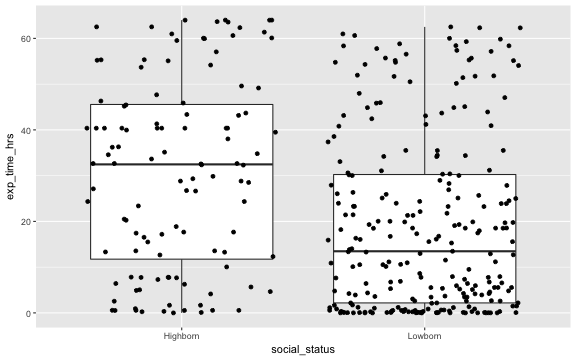 exp_time_hrs
60
40
20
0
Highborn
Lowborn
social_status